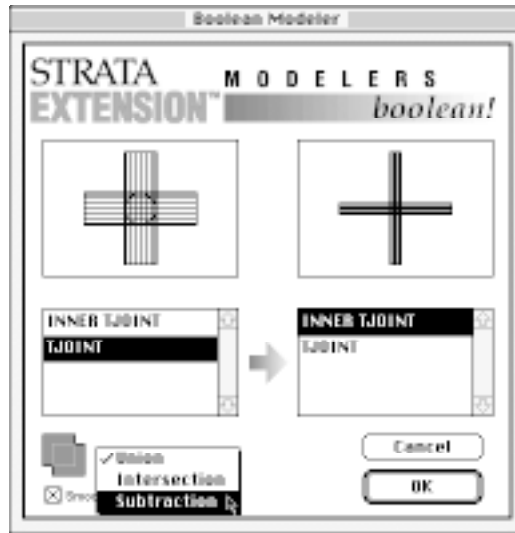 Boolean Modeler
STRATA
EXTENSION™
MODELERS
boolean!
INNER TJOINT
TJOINT
INNER TJOINT
TJOINT
✓Union
Intersection
Subtraction
Cancel
OK